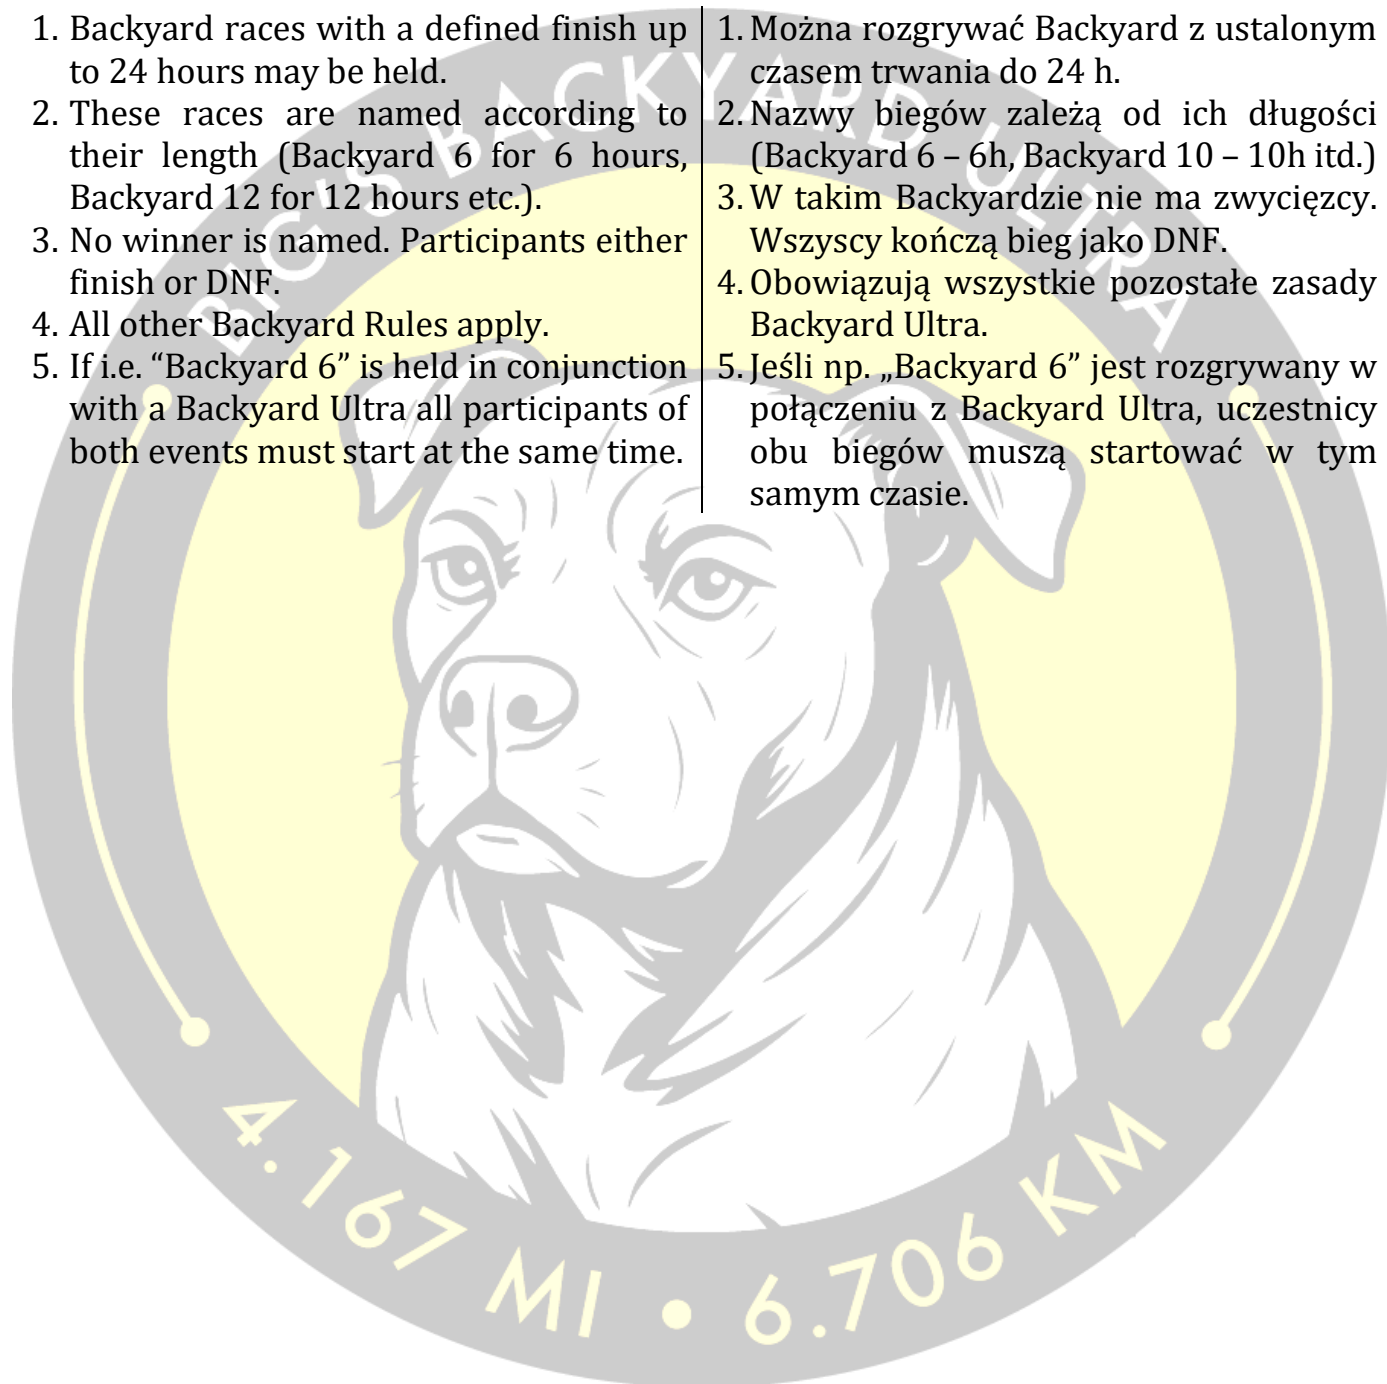 1. Backyard races with a defined finish up
to 24 hours may be held.
2. These races are named according to
their length (Backyard 6 for 6 hours,
Backyard 12 for 12 hours etc.).
3. No winner is named. Participants either
finish or DNF.
4. All other Backyard Rules apply.
5. If i.e. “Backyard 6” is held in conjunction
with a Backyard Ultra all participants of
both events must start at the same time.
1. Można rozgrywać Backyard z ustalonym
czasem trwania do 24 h.
2. Nazwy biegów zależą od ich długości
(Backyard 6 – 6h, Backyard 10 – 10h itd.)
3. W takim Backyardzie nie ma zwycięzcy.
Wszyscy kończą bieg jako DNF.
4. Obowiązują wszystkie pozostałe zasady
Backyard Ultra.
5. Jeśli np. „Backyard 6” jest rozgrywany w
połączeniu z Backyard Ultra, uczestnicy
obu biegów muszą startować w tym
samym czasie.
BIG'S BACKYARD ULTRA
4.167 MI • 6.706 KM